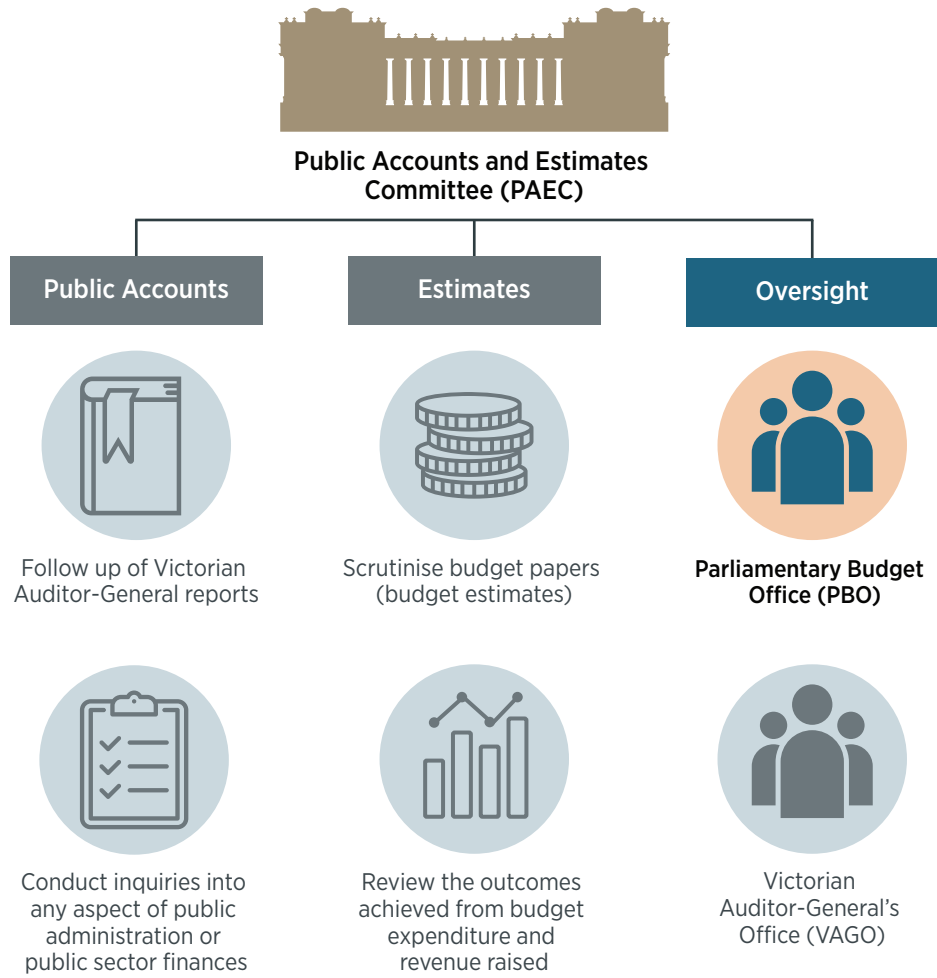 Public Accounts and Estimates
Committee (PAEC)
Public Accounts
Estimates
Oversight
Follow up of Victorian
Auditor-General reports
Scrutinise budget papers
(budget estimates)
Parliamentary Budget
Office (PBO)
Conduct inquiries into
any aspect of public
administration or
public sector finances
Review the outcomes
achieved from budget
expenditure and
revenue raised
Victorian
Auditor-General’s
Office (VAGO)